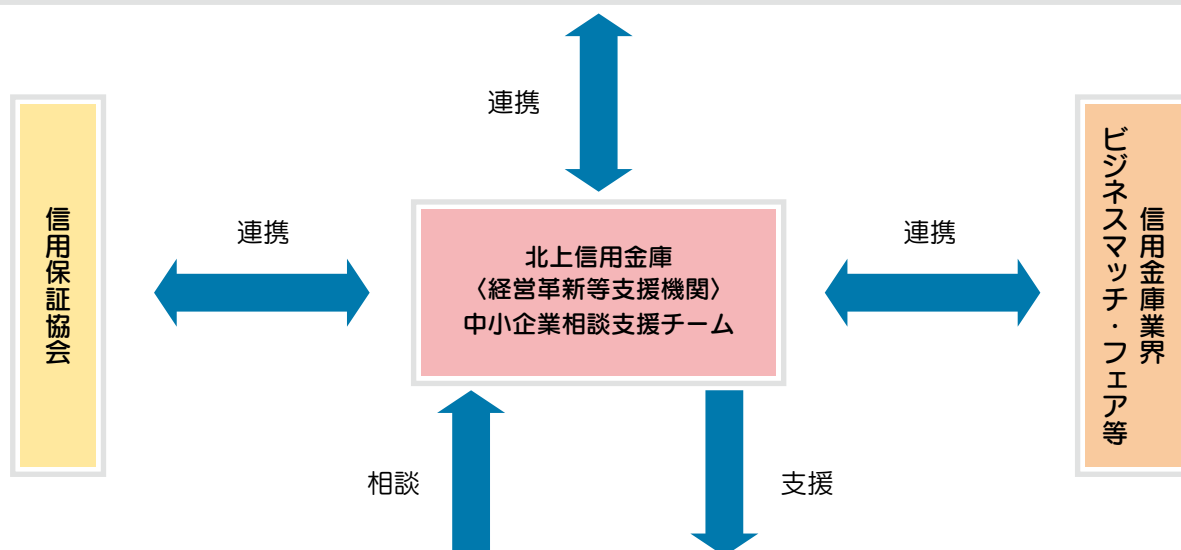 連携
信用保証協会
連携
北上信用金庫
〈経営革新等支援機関〉
中小企業相談支援チーム
連携
信用金庫業界
ビジネスマッチ・フェア等
相談
支援